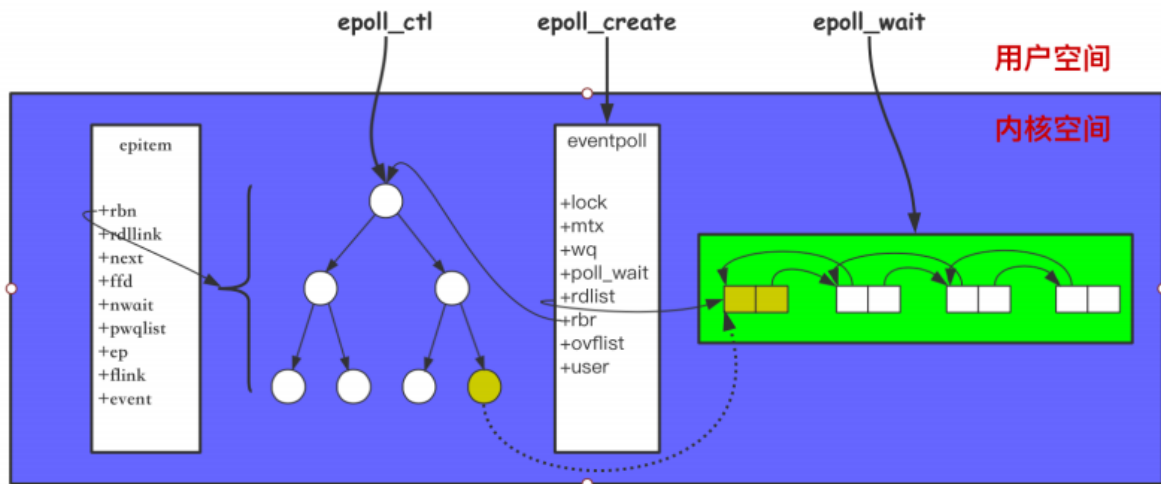 epoll_ctl
epoll_create
epoll_wait
用户空间
内核空间
epitem
+rbn
+rdllink
+next
+ffd
+nwait
+pwqlist
+ep
+fllink
+event
eventpoll
+lock
+mtx
+wq
+poll_wait
+rdlist
+rbr
+ovflist
+user